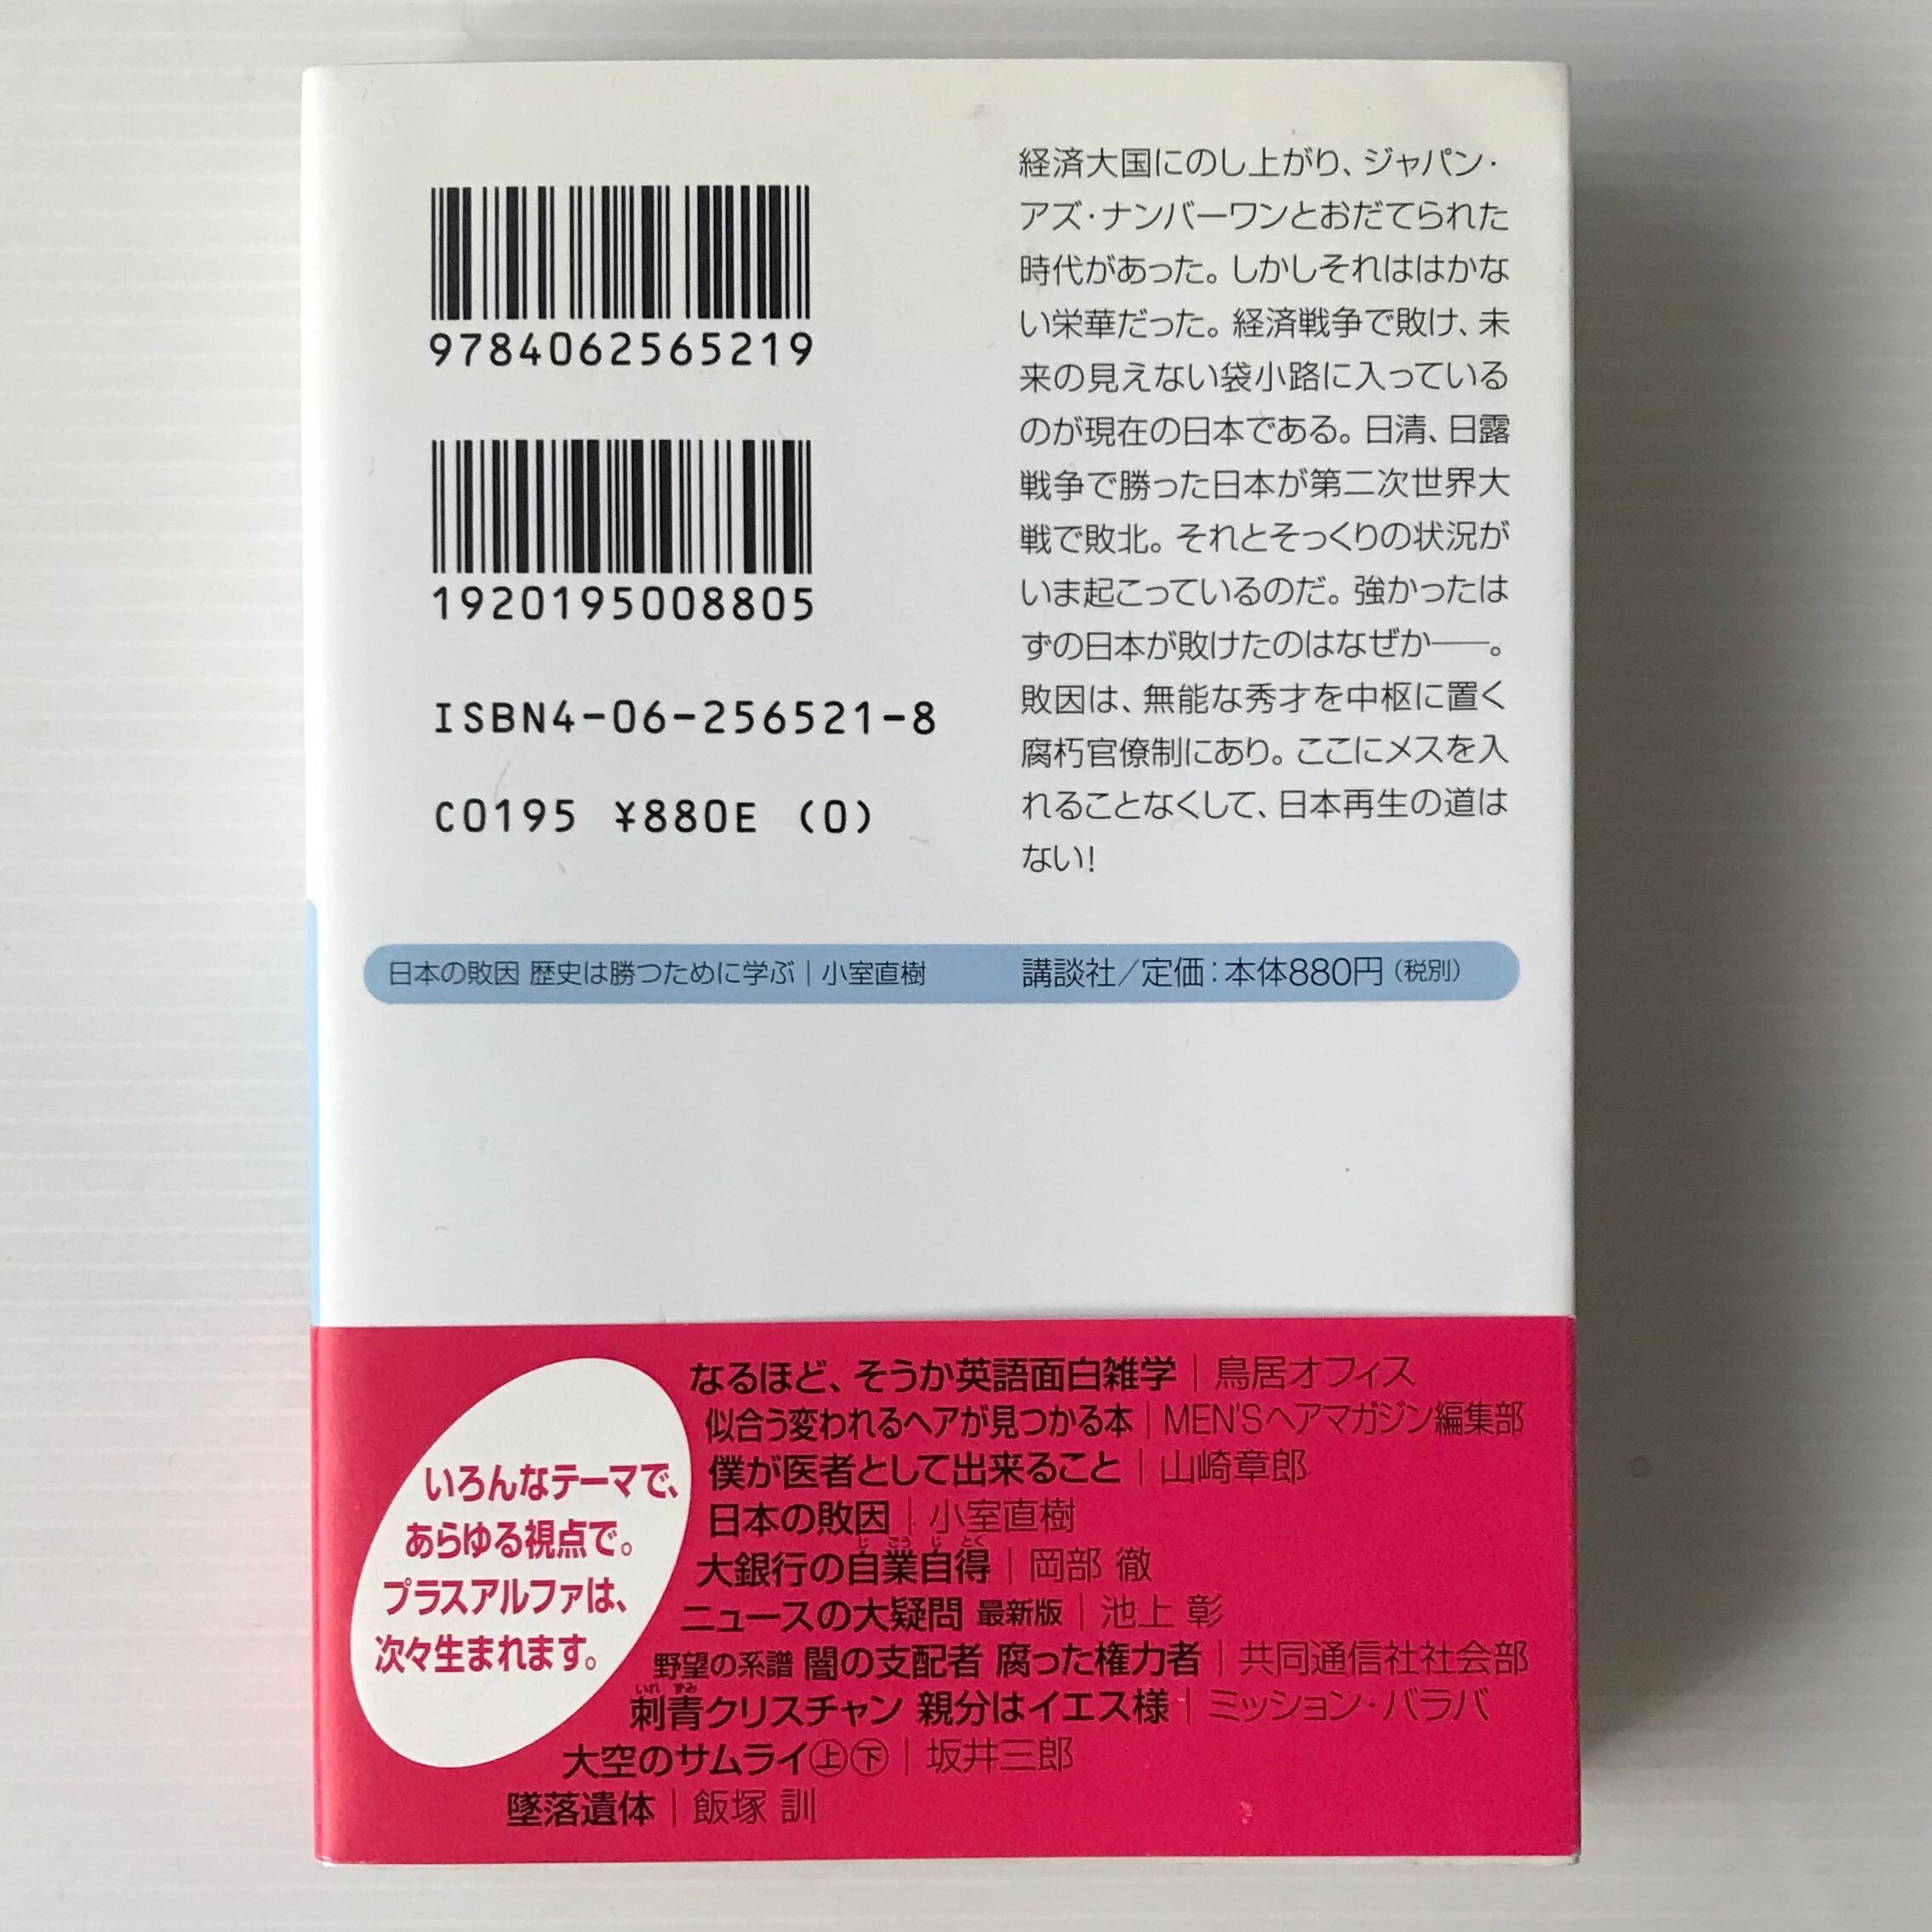 9784062565219
1920195008805
ISBN4-06-256521-8
C0195 ¥880E (0)
経済大国にのし上がり、ジャパン・
アズ・ナンバーワンとおだてられた
時代があった。しかしそれははかな
い栄華だった。経済戦争で敗け、未
来の見えない袋小路に入っている
のが現在の日本である。日清、日露
戦争で勝った日本が第二次世界大
戦で敗北。それとそっくりの状況が
いま起こっているのだ。強かったは
ずの日本が敗けたのはなぜか──。
敗因は、無能な秀才を中枢に置く
腐朽官僚制にあり。ここにメスを入
れることなくして、日本再生の道は
ない!
日本の敗因 歴史は勝つために学ぶ|小室直樹
講談社/定価:本体880円(税別)
いろんなテーマで、
あらゆる視点で。
プラスアルファは、
次々生まれます。
なるほど、そうか英語面白雑学|鳥居オフィス
似合う変われるヘアが見つかる本|MEN'Sヘアマガジン編集部
僕が医者として出来ること|山崎章郎
日本の敗因|小室直樹
じ ごう じ とく
大銀行の自業自得|岡部 徹
ニュースの大疑問 最新版|池上 彰
野望の系譜 闇の支配者 腐った権力者|共同通信社社会部
いれ ずみ
刺青クリスチャン 親分はイエス様|ミッション・バラバ
大空のサムライ㊤㊦|坂井三郎
墜落遺体|飯塚 訓